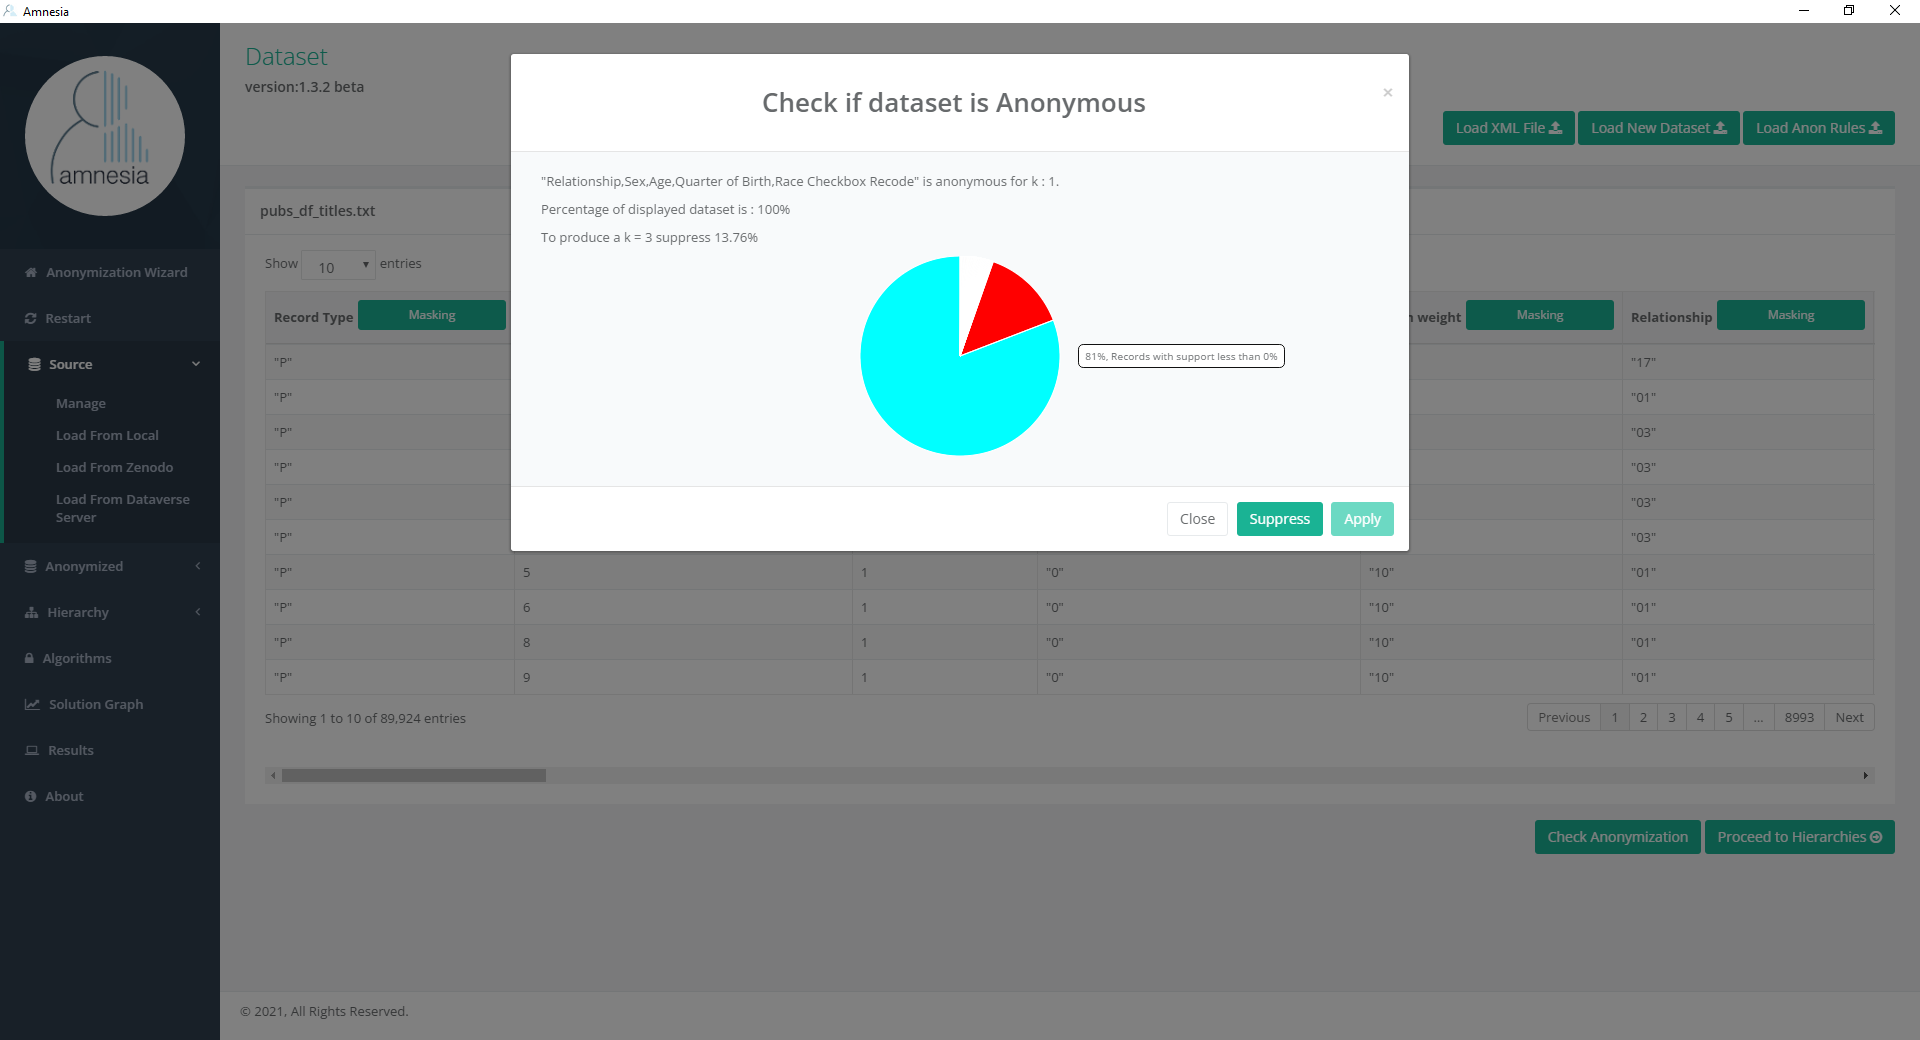 Amnesia
amnesia
Anonymization Wizard
Restart
Source
Manage
Load From Local
Load From Zenodo
Load From Dataverse
Server
Anonymized
Hierarchy
Algorithms
Solution Graph
Results
About
Dataset
version:1.3.2 beta
Load XML File
Load New Dataset
Load Anon Rules
pubs_df_titles.txt
Show 10 entries
Record Type Masking weight Masking Relationship Masking
"P" "17"
"P" "01"
"P" "03"
"P" "03"
"P" "03"
"P" "03"
"P" 5 1 "0" "10" "01"
"P" 6 1 "0" "10" "01"
"P" 8 1 "0" "10" "01"
"P" 9 1 "0" "10" "01"
Showing 1 to 10 of 89,924 entries
Previous 1 2 3 4 5 ... 8993 Next
Check Anonymization
Proceed to Hierarchies
© 2021, All Rights Reserved.
Check if dataset is Anonymous
×
"Relationship,Sex,Age,Quarter of Birth,Race Checkbox Recode" is anonymous for k : 1.
Percentage of displayed dataset is : 100%
To produce a k = 3 suppress 13.76%
81%, Records with support less than 0%
Close
Suppress
Apply